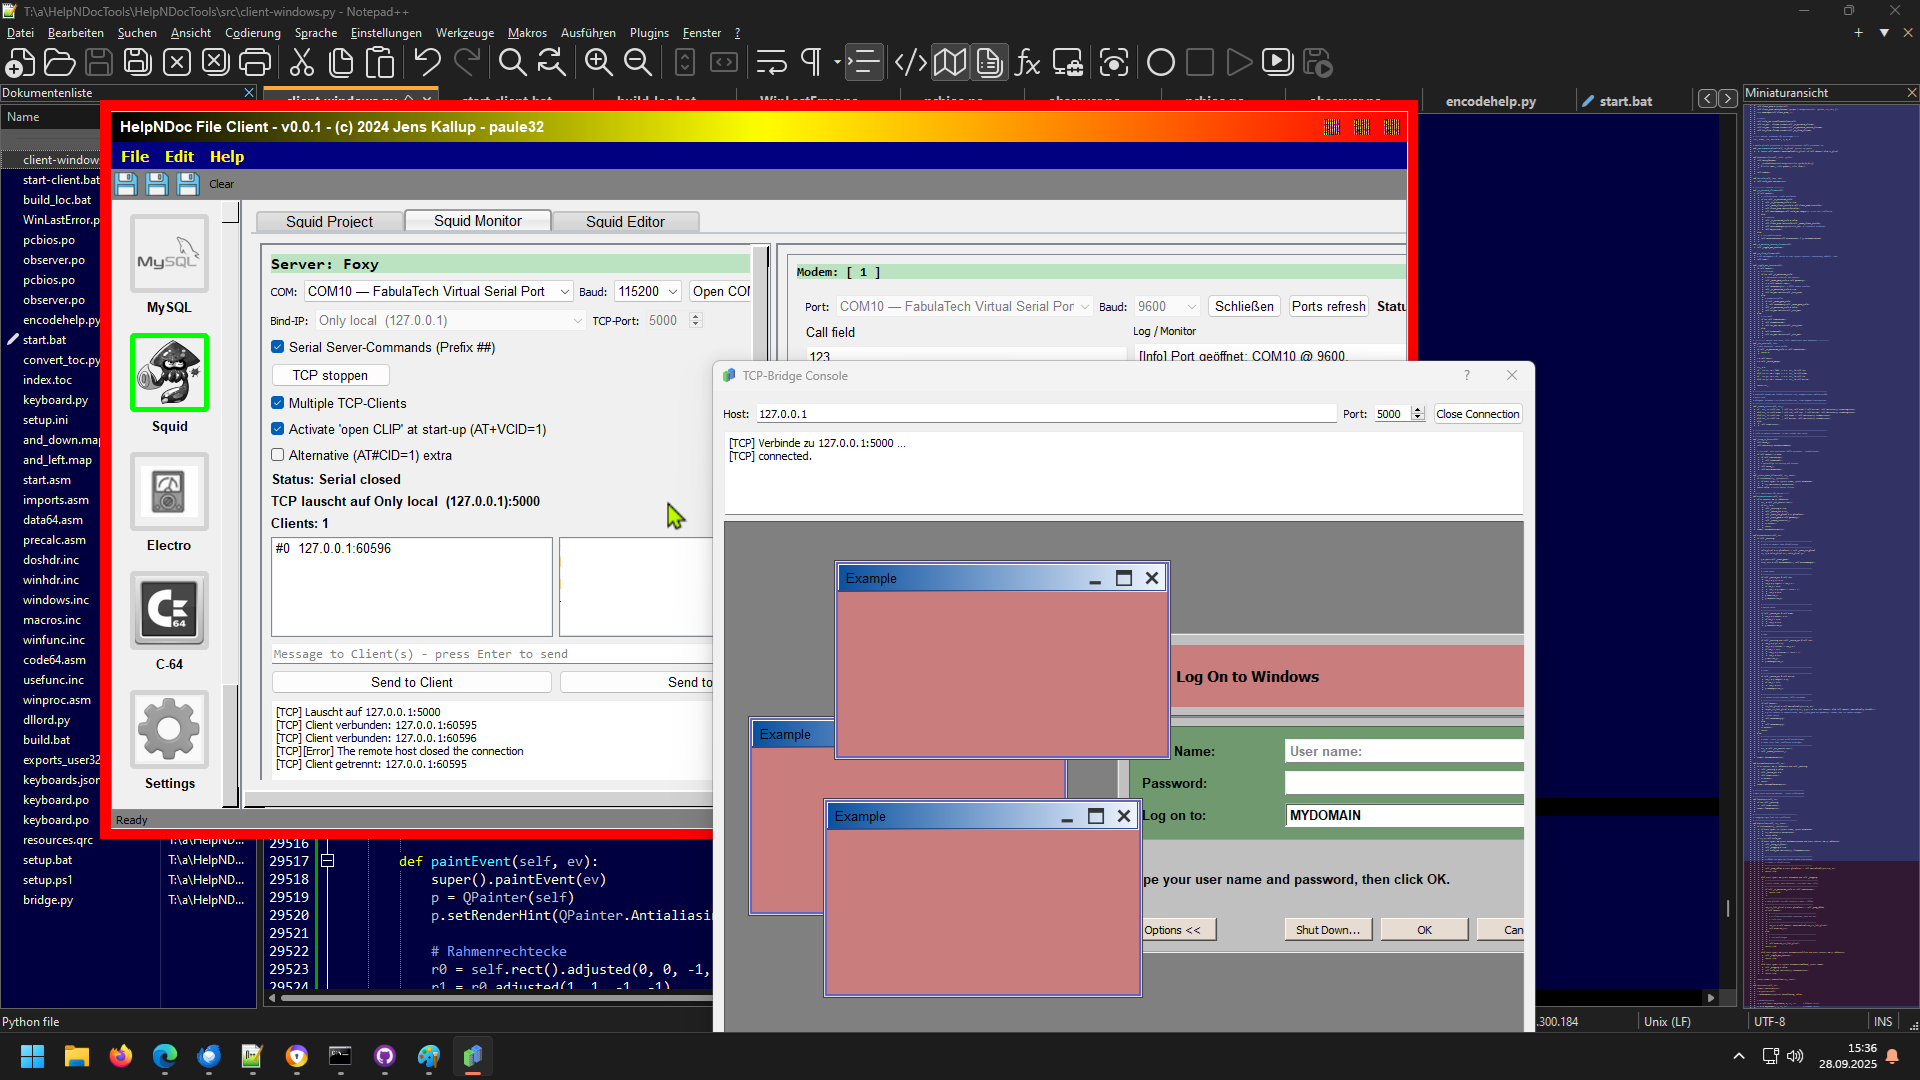 T:\a\HelpNDocTools\HelpNDocTools\src\client-windows.py - Notepad++
Datei Bearbeiten Suchen Ansicht Codierung Sprache Einstellungen Werkzeuge Makros Ausführen Plugins Fenster ?
Dokumentenliste
encodehelp.py
start.bat
Miniaturansicht
Name
client-window
start-client.bat
build_loc.bat
WinLastError.p
pcbios.po
observer.po
pcbios.po
observer.po
encodehelp.py
start.bat
convert_toc.py
index.toc
keyboard.py
setup.ini
and_down.map
and_left.map
start.asm
imports.asm
data64.asm
precalc.asm
doshdr.inc
winhdr.inc
windows.inc
macros.inc
winfunc.inc
code64.asm
usefunc.inc
winproc.asm
dllord.py
build.bat
exports_user32
keyboards.json
keyboard.po
keyboard.po
resources.qrc T:\a\HelpND...
setup.bat T:\a\HelpND...
setup.ps1 T:\a\HelpND...
bridge.py T:\a\HelpND...
HelpNDoc File Client - v0.0.1 - (c) 2024 Jens Kallup - paule32
File Edit Help
Clear
MySQL
MySQL
Squid
Electro
C-64
Settings
Ready
Squid Project
Squid Monitor
Squid Editor
Server: Foxy
COM: COM10 — FabulaTech Virtual Serial Port Baud: 115200 Open CO
Bind-IP: Only local (127.0.0.1) TCP-Port: 5000
Serial Server-Commands (Prefix ##)
TCP stoppen
Multiple TCP-Clients
Activate 'open CLIP' at start-up (AT+VCID=1)
Alternative (AT#CID=1) extra
Status: Serial closed
TCP lauscht auf Only local (127.0.0.1):5000
Clients: 1
#0 127.0.0.1:60596
Message to Client(s) - press Enter to send
Send to Client
Send to
[TCP] Lauscht auf 127.0.0.1:5000
[TCP] Client verbunden: 127.0.0.1:60595
[TCP] Client verbunden: 127.0.0.1:60596
[TCP][Error] The remote host closed the connection
[TCP] Client getrennt: 127.0.0.1:60595
Modem: [ 1 ]
Port: COM10 — FabulaTech Virtual Serial Por Baud: 9600 Schließen Ports refresh Statu
Call field
Log / Monitor
123
[Info] Port geöffnet: COM10 @ 9600.
TCP-Bridge Console
Host: 127.0.0.1 Port: 5000 Close Connection
[TCP] Verbinde zu 127.0.0.1:5000 ...
[TCP] connected.
Example
Example
Example
Log On to Windows
Name: User name:
Password:
Log on to: MYDOMAIN
pe your user name and password, then click OK.
Options << Shut Down... OK Canc
29516
29517 def paintEvent(self, ev):
29518 super().paintEvent(ev)
29519 p = QPainter(self)
29520 p.setRenderHint(QPainter.Antialiasin
29521
29522 # Rahmenrechtecke
29523 r0 = self.rect().adjusted(0, 0, -1,
29524 r1 = r0.adjusted(1, 1, -1, -1)
Python file
.300.184 Unix (LF) UTF-8 INS
15:36
28.09.2025